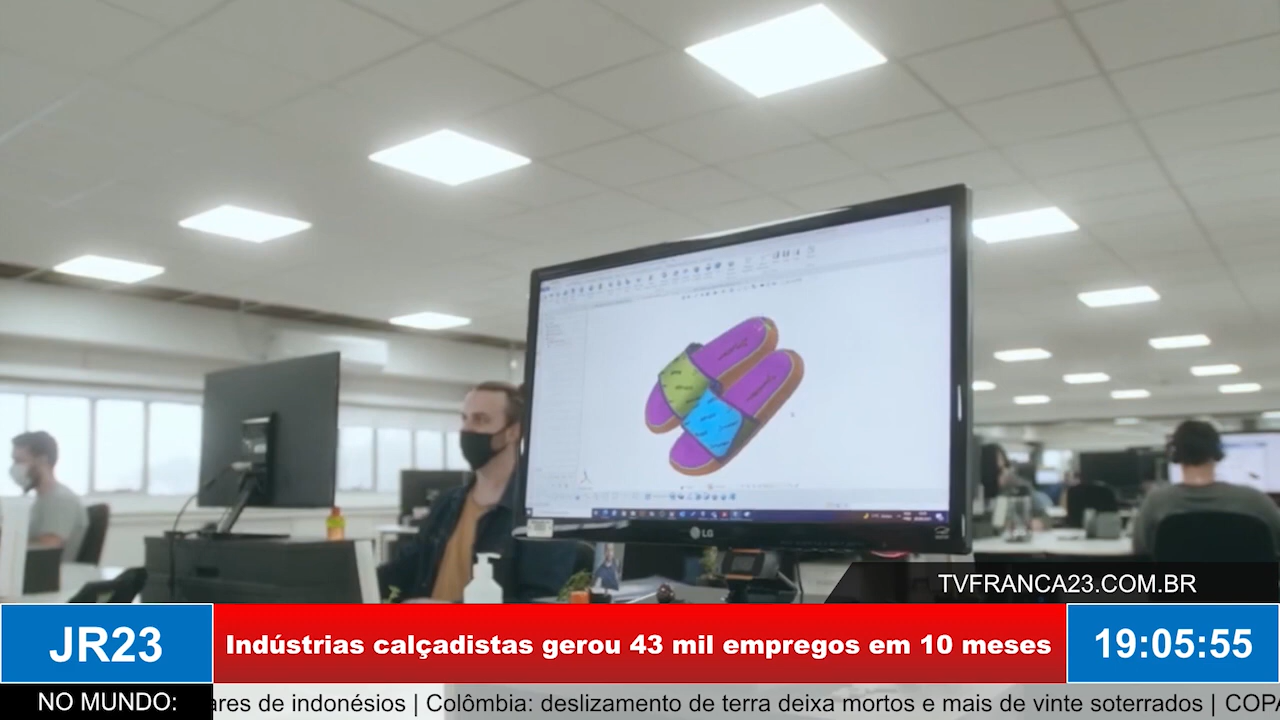 LG
TVFRANCA23.COM.BR
JR23
Indústrias calçadistas gerou 43 mil empregos em 10 meses
19:05:55
NO MUNDO:
ares de indonésios | Colômbia: deslizamento de terra deixa mortos e mais de vinte soterrados | COPA